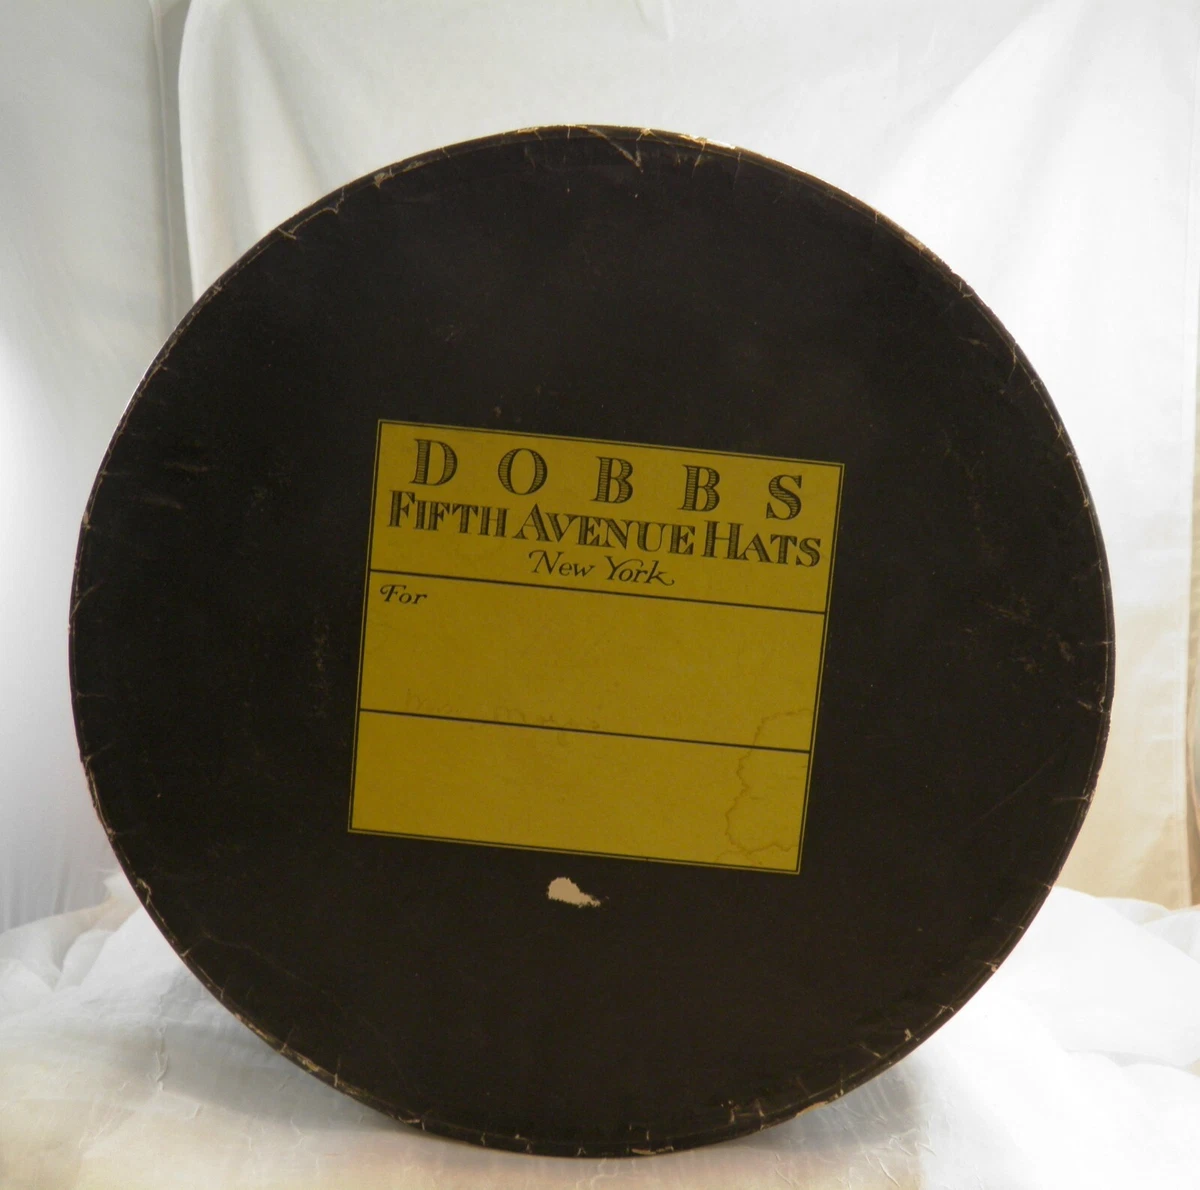 DOBBS
FIFTH AVENUE HATS
New York
For